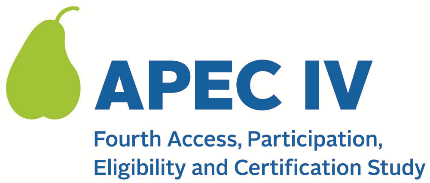 APEC IV
Fourth Access, Participation,
Eligibility and Certification Study